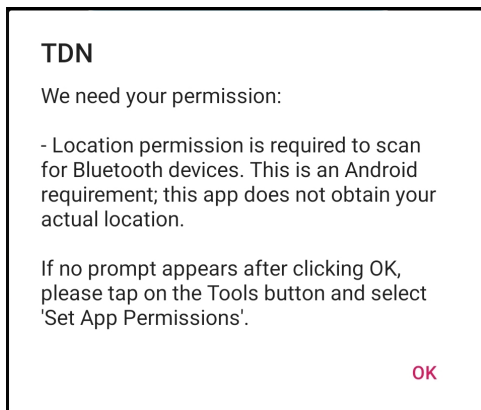 TDN
We need your permission:
- Location permission is required to scan
for Bluetooth devices. This is an Android
requirement; this app does not obtain your
actual location.
If no prompt appears after clicking OK,
please tap on the Tools button and select
'Set App Permissions'.
OK